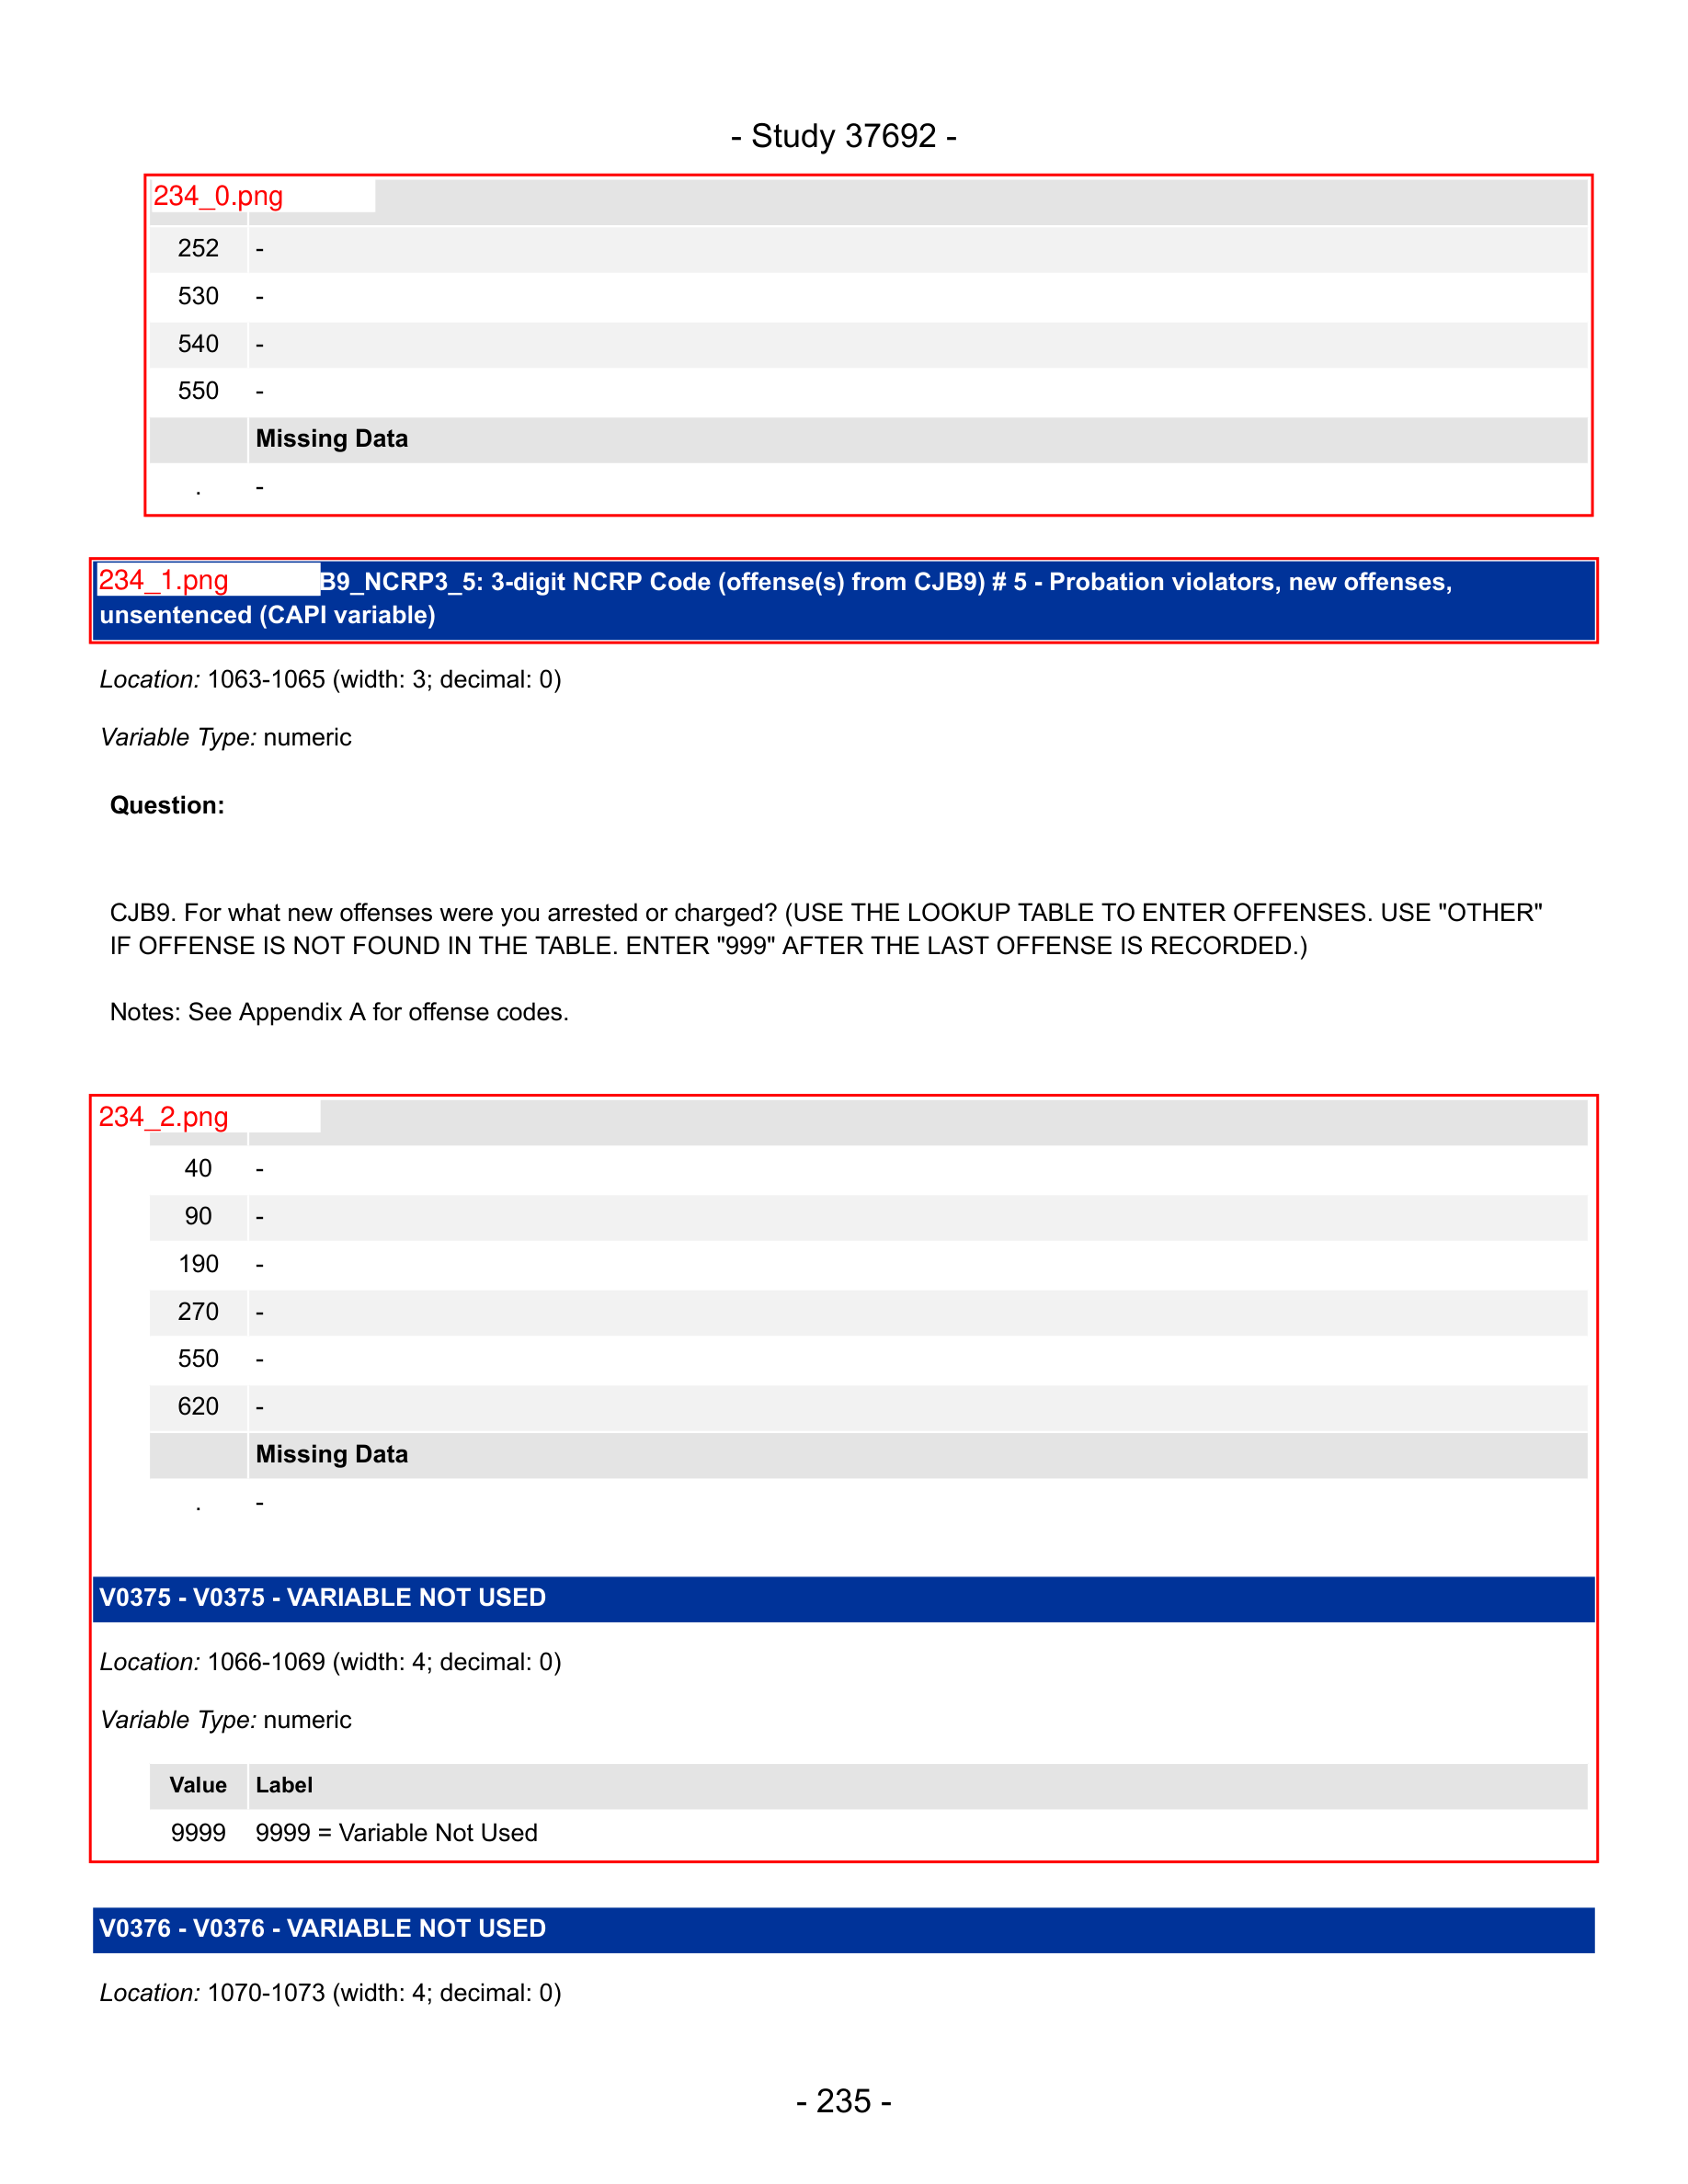 - Study 37692 -
234_0.png
252 -
530 -
540 -
550 -
Missing Data
. -
234_1.png B9_NCRP3_5: 3-digit NCRP Code (offense(s) from CJB9) # 5 - Probation violators, new offenses,
unsentenced (CAPI variable)
Location: 1063-1065 (width: 3; decimal: 0)
Variable Type: numeric
Question:
CJB9. For what new offenses were you arrested or charged? (USE THE LOOKUP TABLE TO ENTER OFFENSES. USE "OTHER"
IF OFFENSE IS NOT FOUND IN THE TABLE. ENTER "999" AFTER THE LAST OFFENSE IS RECORDED.)
Notes: See Appendix A for offense codes.
234_2.png
40 -
90 -
190 -
270 -
550 -
620 -
Missing Data
. -
V0375 - V0375 - VARIABLE NOT USED
Location: 1066-1069 (width: 4; decimal: 0)
Variable Type: numeric
Value Label
9999 9999 = Variable Not Used
V0376 - V0376 - VARIABLE NOT USED
Location: 1070-1073 (width: 4; decimal: 0)
- 235 -